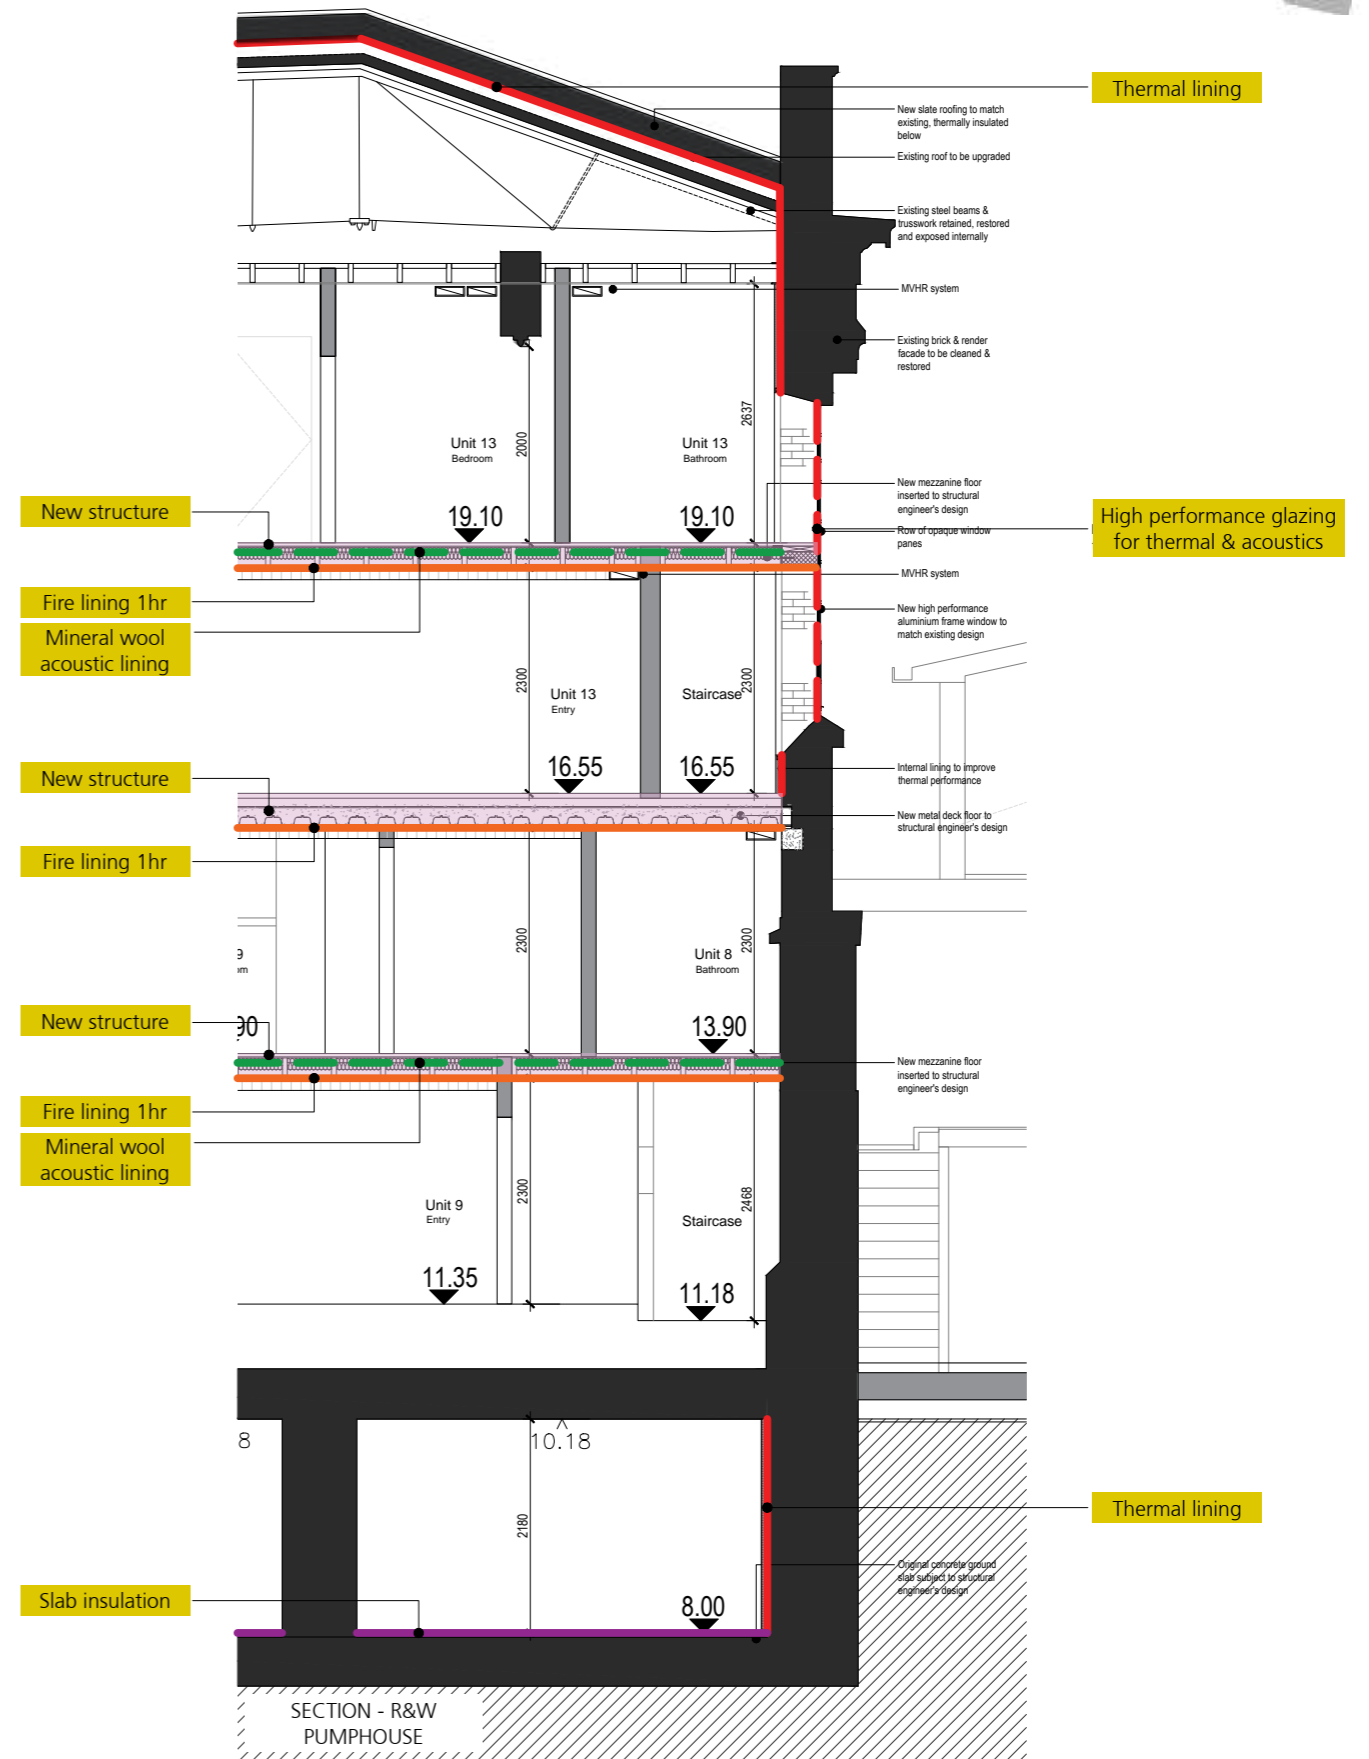 Thermal lining
New slate roofing to match
existing, thermally insulated
below
Existing roof to be upgraded
Existing steel beams &
trusswork retained, restored
and exposed internally
MVHR system
Existing brick & render
facade to be cleaned &
restored
2637
2000
Unit 13
Bedroom
Unit 13
Bathroom
New mezzanine floor
inserted to structural
engineer's design
New structure
19.10
19.10
High performance glazing
for thermal & acoustics
Row of opaque window
panes
MVHR system
Fire lining 1hr
Mineral wool
acoustic lining
New high performance
aluminium frame window to
match existing design
2300
2300
Unit 13
Entry
Staircase
New structure
16.55
16.55
Internal lining to improve
thermal performance
New metal deck floor to
structural engineer's design
Fire lining 1hr
2300
2300
9
om
Unit 8
Bathroom
New structure
90
13.90
New mezzanine floor
inserted to structural
engineer's design
Fire lining 1hr
Mineral wool
acoustic lining
2300
2468
Unit 9
Entry
Staircase
11.35
11.18
8
10.18
2180
Thermal lining
Original concrete ground
slab subject to structural
engineer's design
Slab insulation
8.00
SECTION - R&W
PUMPHOUSE